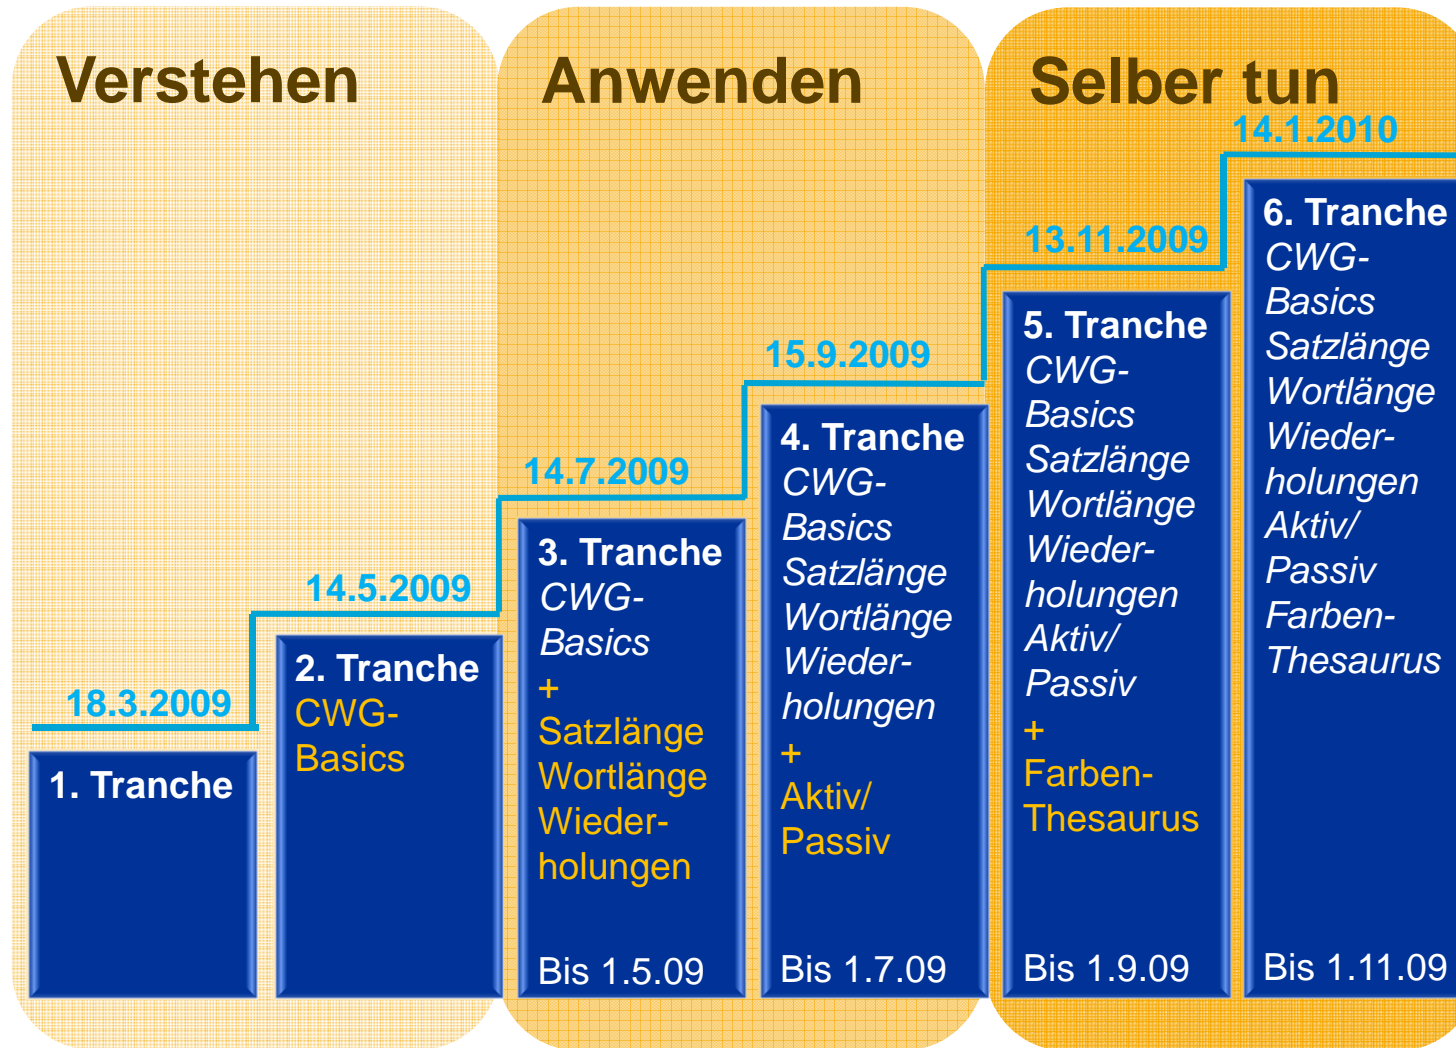 Verstehen
18.3.2009
1. Tranche
14.5.2009
2. Tranche
CWG-
Basics
Anwenden
14.7.2009
3. Tranche
CWG-
Basics
+
Satzlänge
Wortlänge
Wieder-
holungen
Bis 1.5.09
15.9.2009
4. Tranche
CWG-
Basics
Satzlänge
Wortlänge
Wieder-
holungen
+
Aktiv/
Passiv
Bis 1.7.09
Selber tun
13.11.2009
5. Tranche
CWG-
Basics
Satzlänge
Wortlänge
Wieder-
holungen
Aktiv/
Passiv
+
Farben-
Thesaurus
Bis 1.9.09
14.1.2010
6. Tranche
CWG-
Basics
Satzlänge
Wortlänge
Wieder-
holungen
Aktiv/
Passiv
Farben-
Thesaurus
Bis 1.11.09